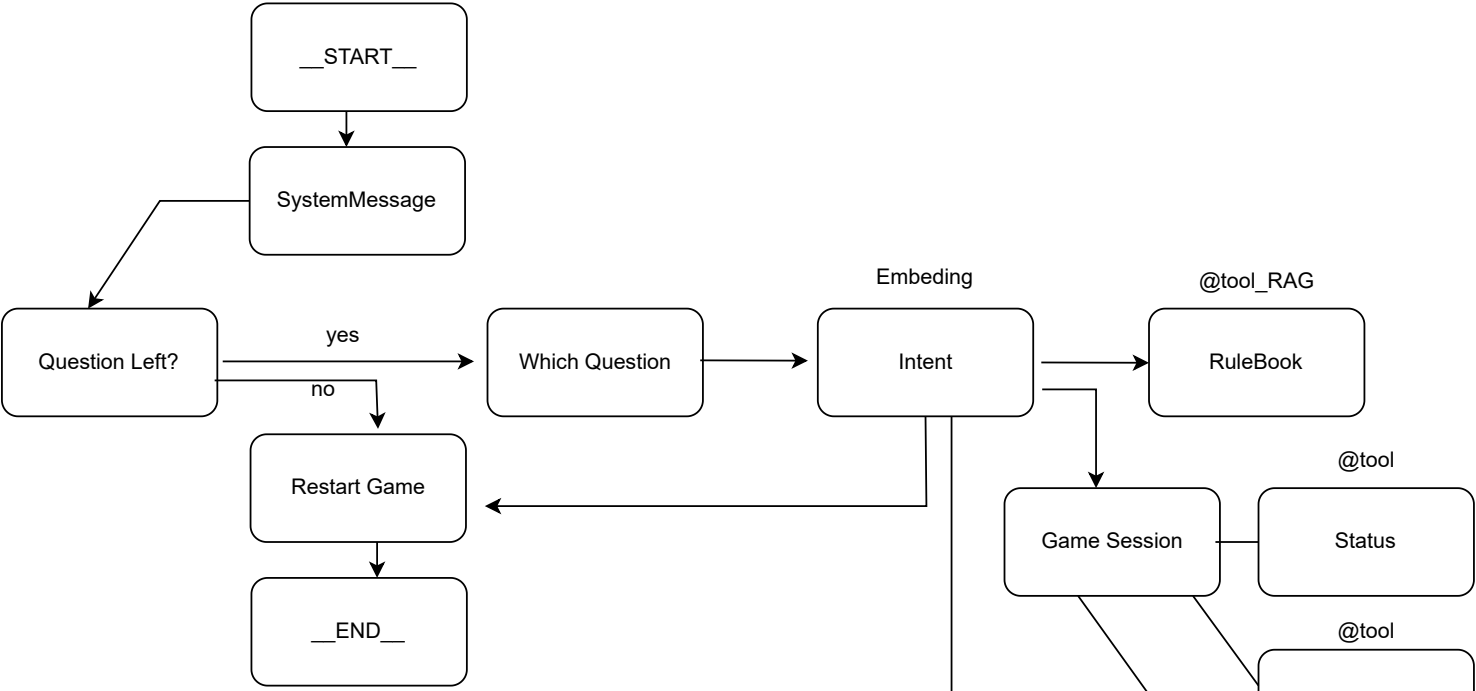 __START__
SystemMessage
Embeding
@tool_RAG
Question Left?
yes
no
Which Question
Intent
RuleBook
Restart Game
@tool
Game Session
Status
__END__
@tool